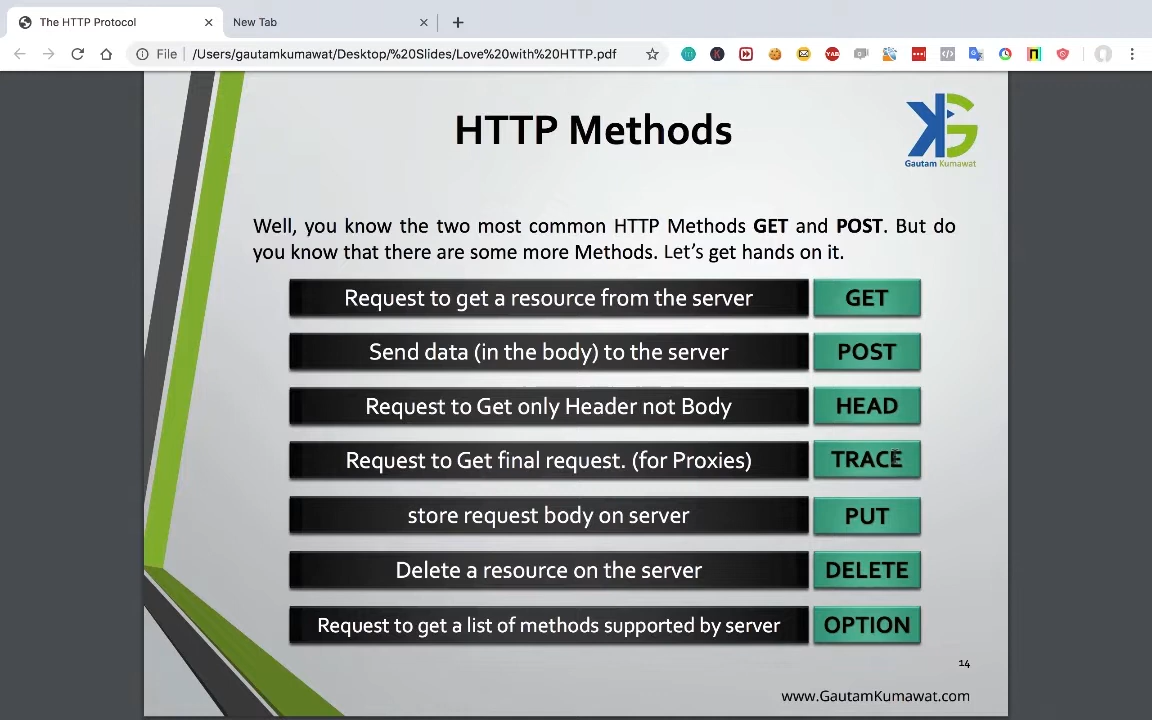 The HTTP Protocol
New Tab
File /Users/gautamkumawat/Desktop/%20Slides/Love%20with%20HTTP.pdf
YAB
HTTP Methods
Gautam Kumawat
Well, you know the two most common HTTP Methods GET and POST. But do
you know that there are some more Methods. Let's get hands on it.
Request to get a resource from the server GET
Send data (in the body) to the server POST
Request to Get only Header not Body HEAD
Request to Get final request. (for Proxies) TRACE
store request body on server PUT
Delete a resource on the server DELETE
Request to get a list of methods supported by server OPTION
14
www.GautamKumawat.com